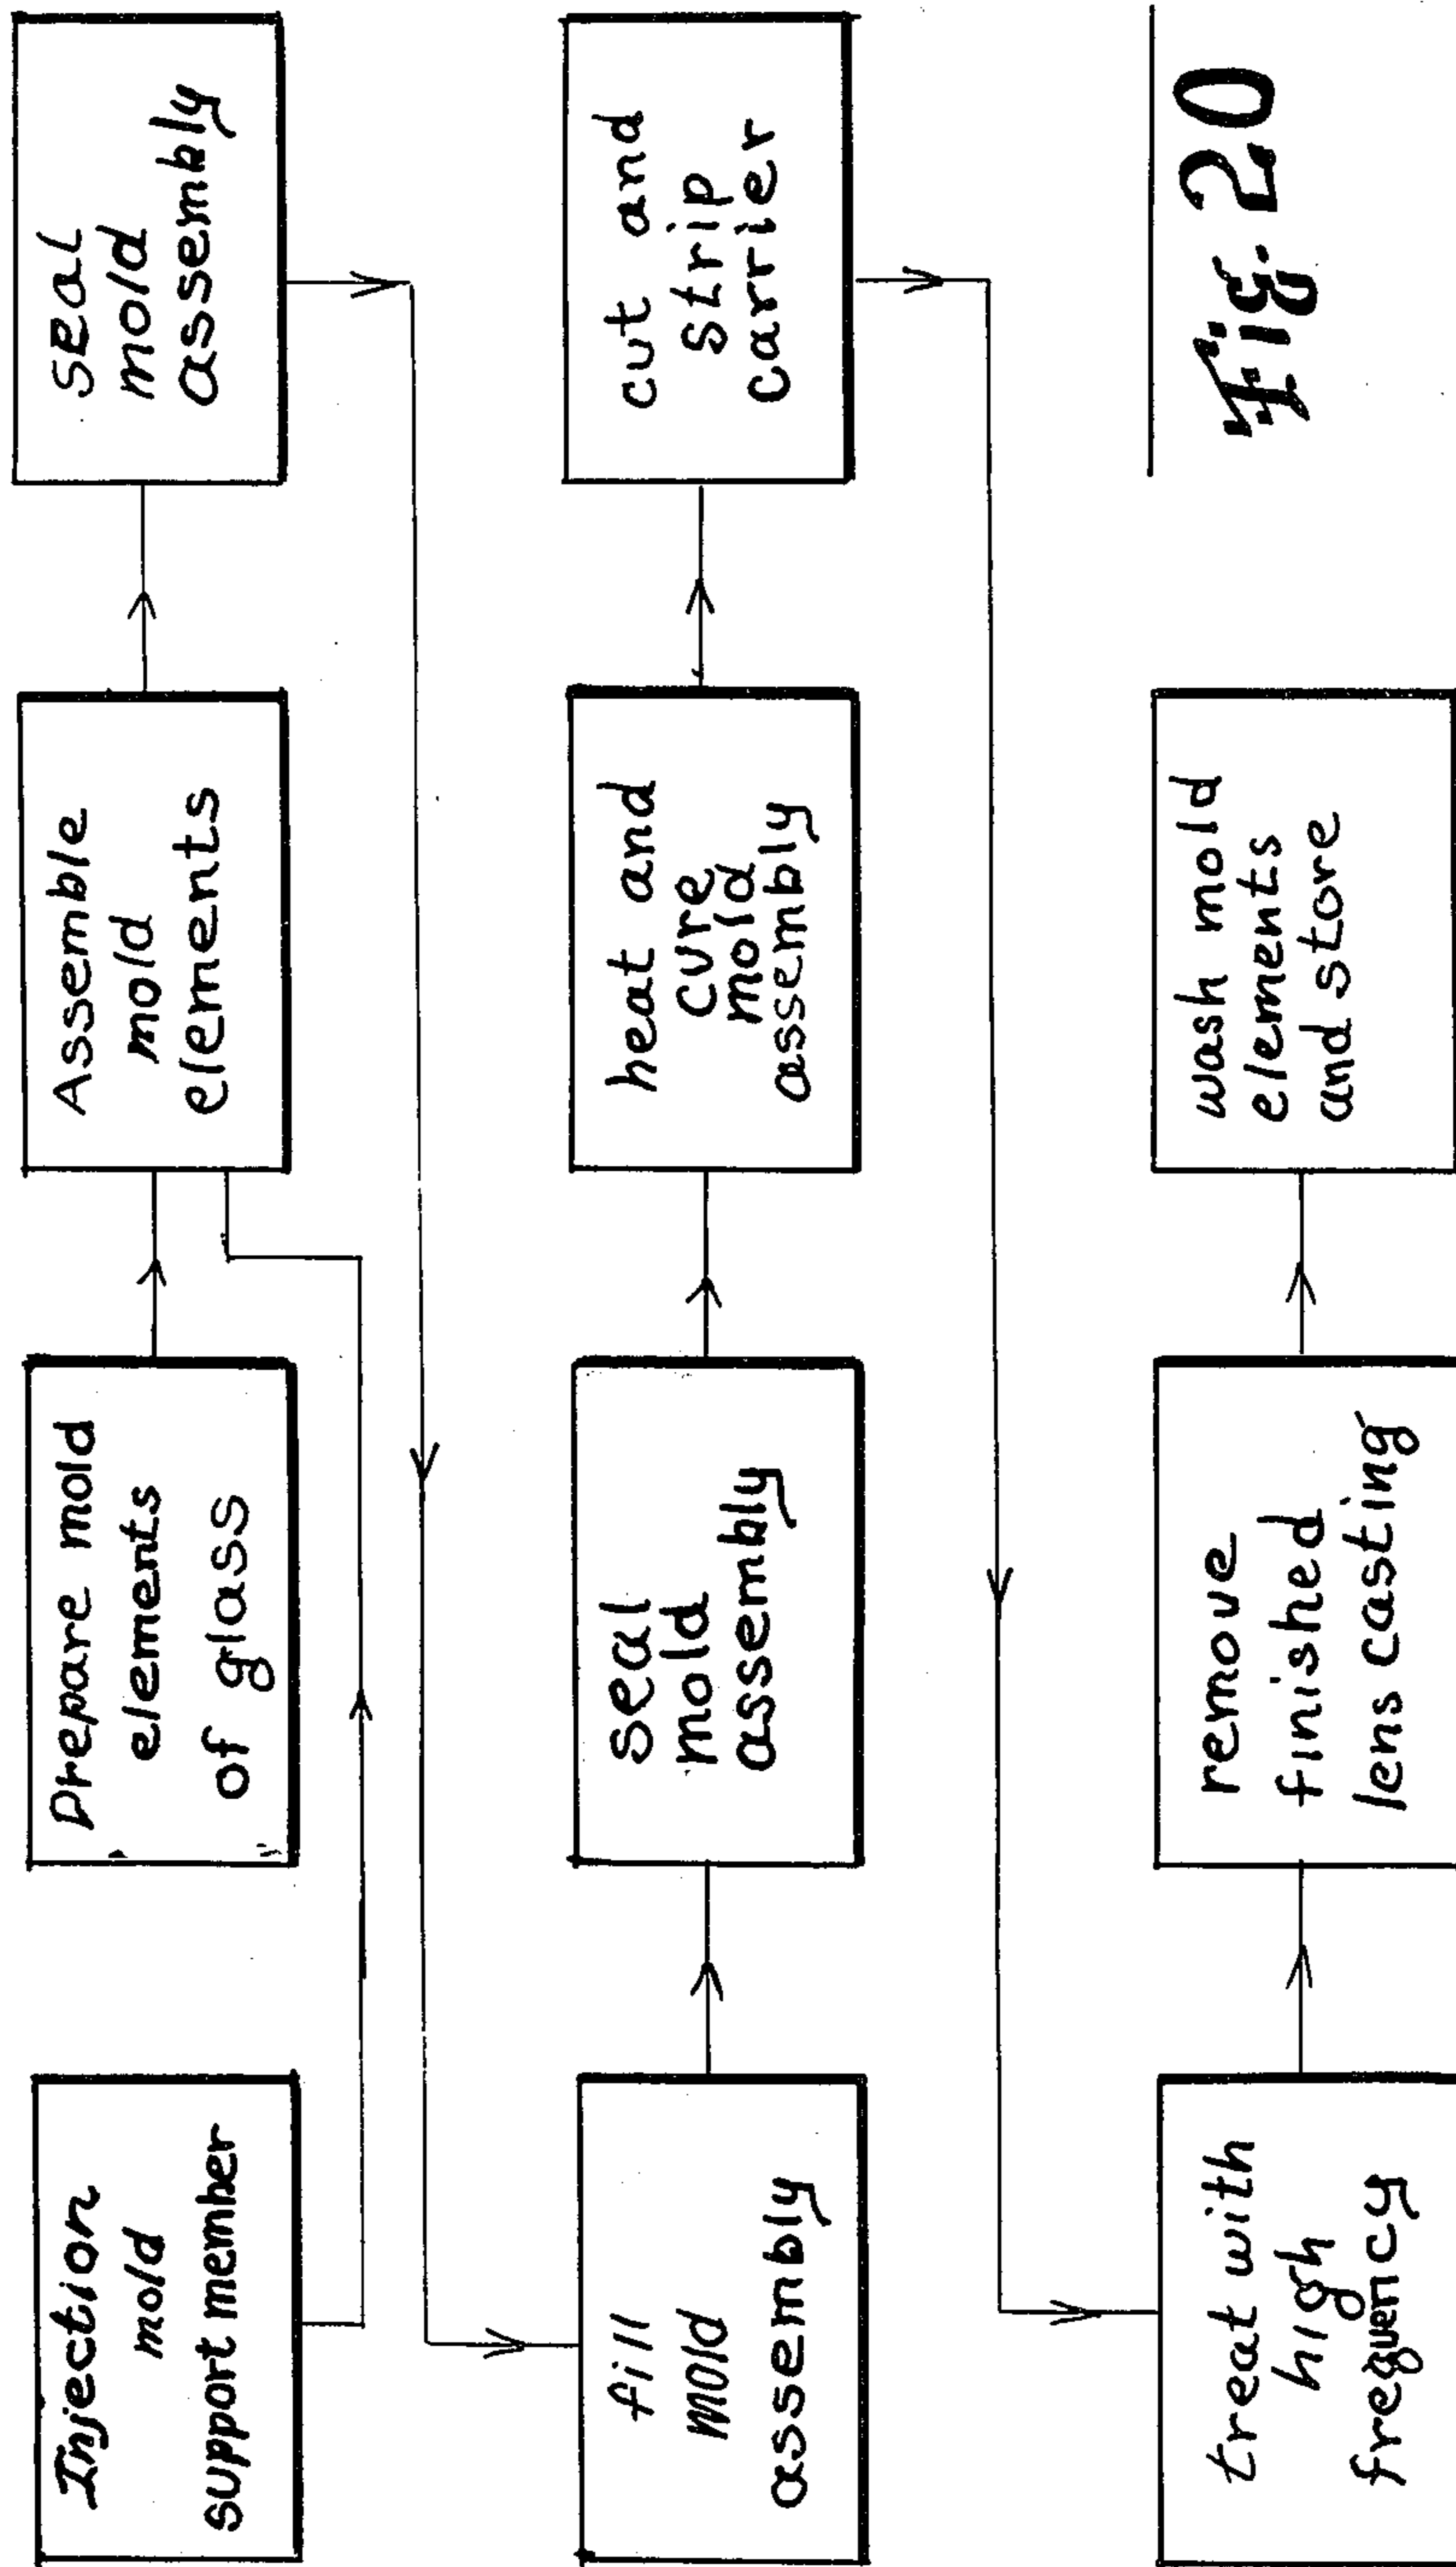 Injection
mold
support member
Prepare mold
elements
of glass
Assemble
mold
elements
seal
mold
assembly
fill
mold
assembly
seal
mold
assembly
heat and
cure
mold
assembly
cut and
strip
carrier
treat with
high
frequency
remove
finished
lens casting
wash mold
elements
and store
Fig. 20